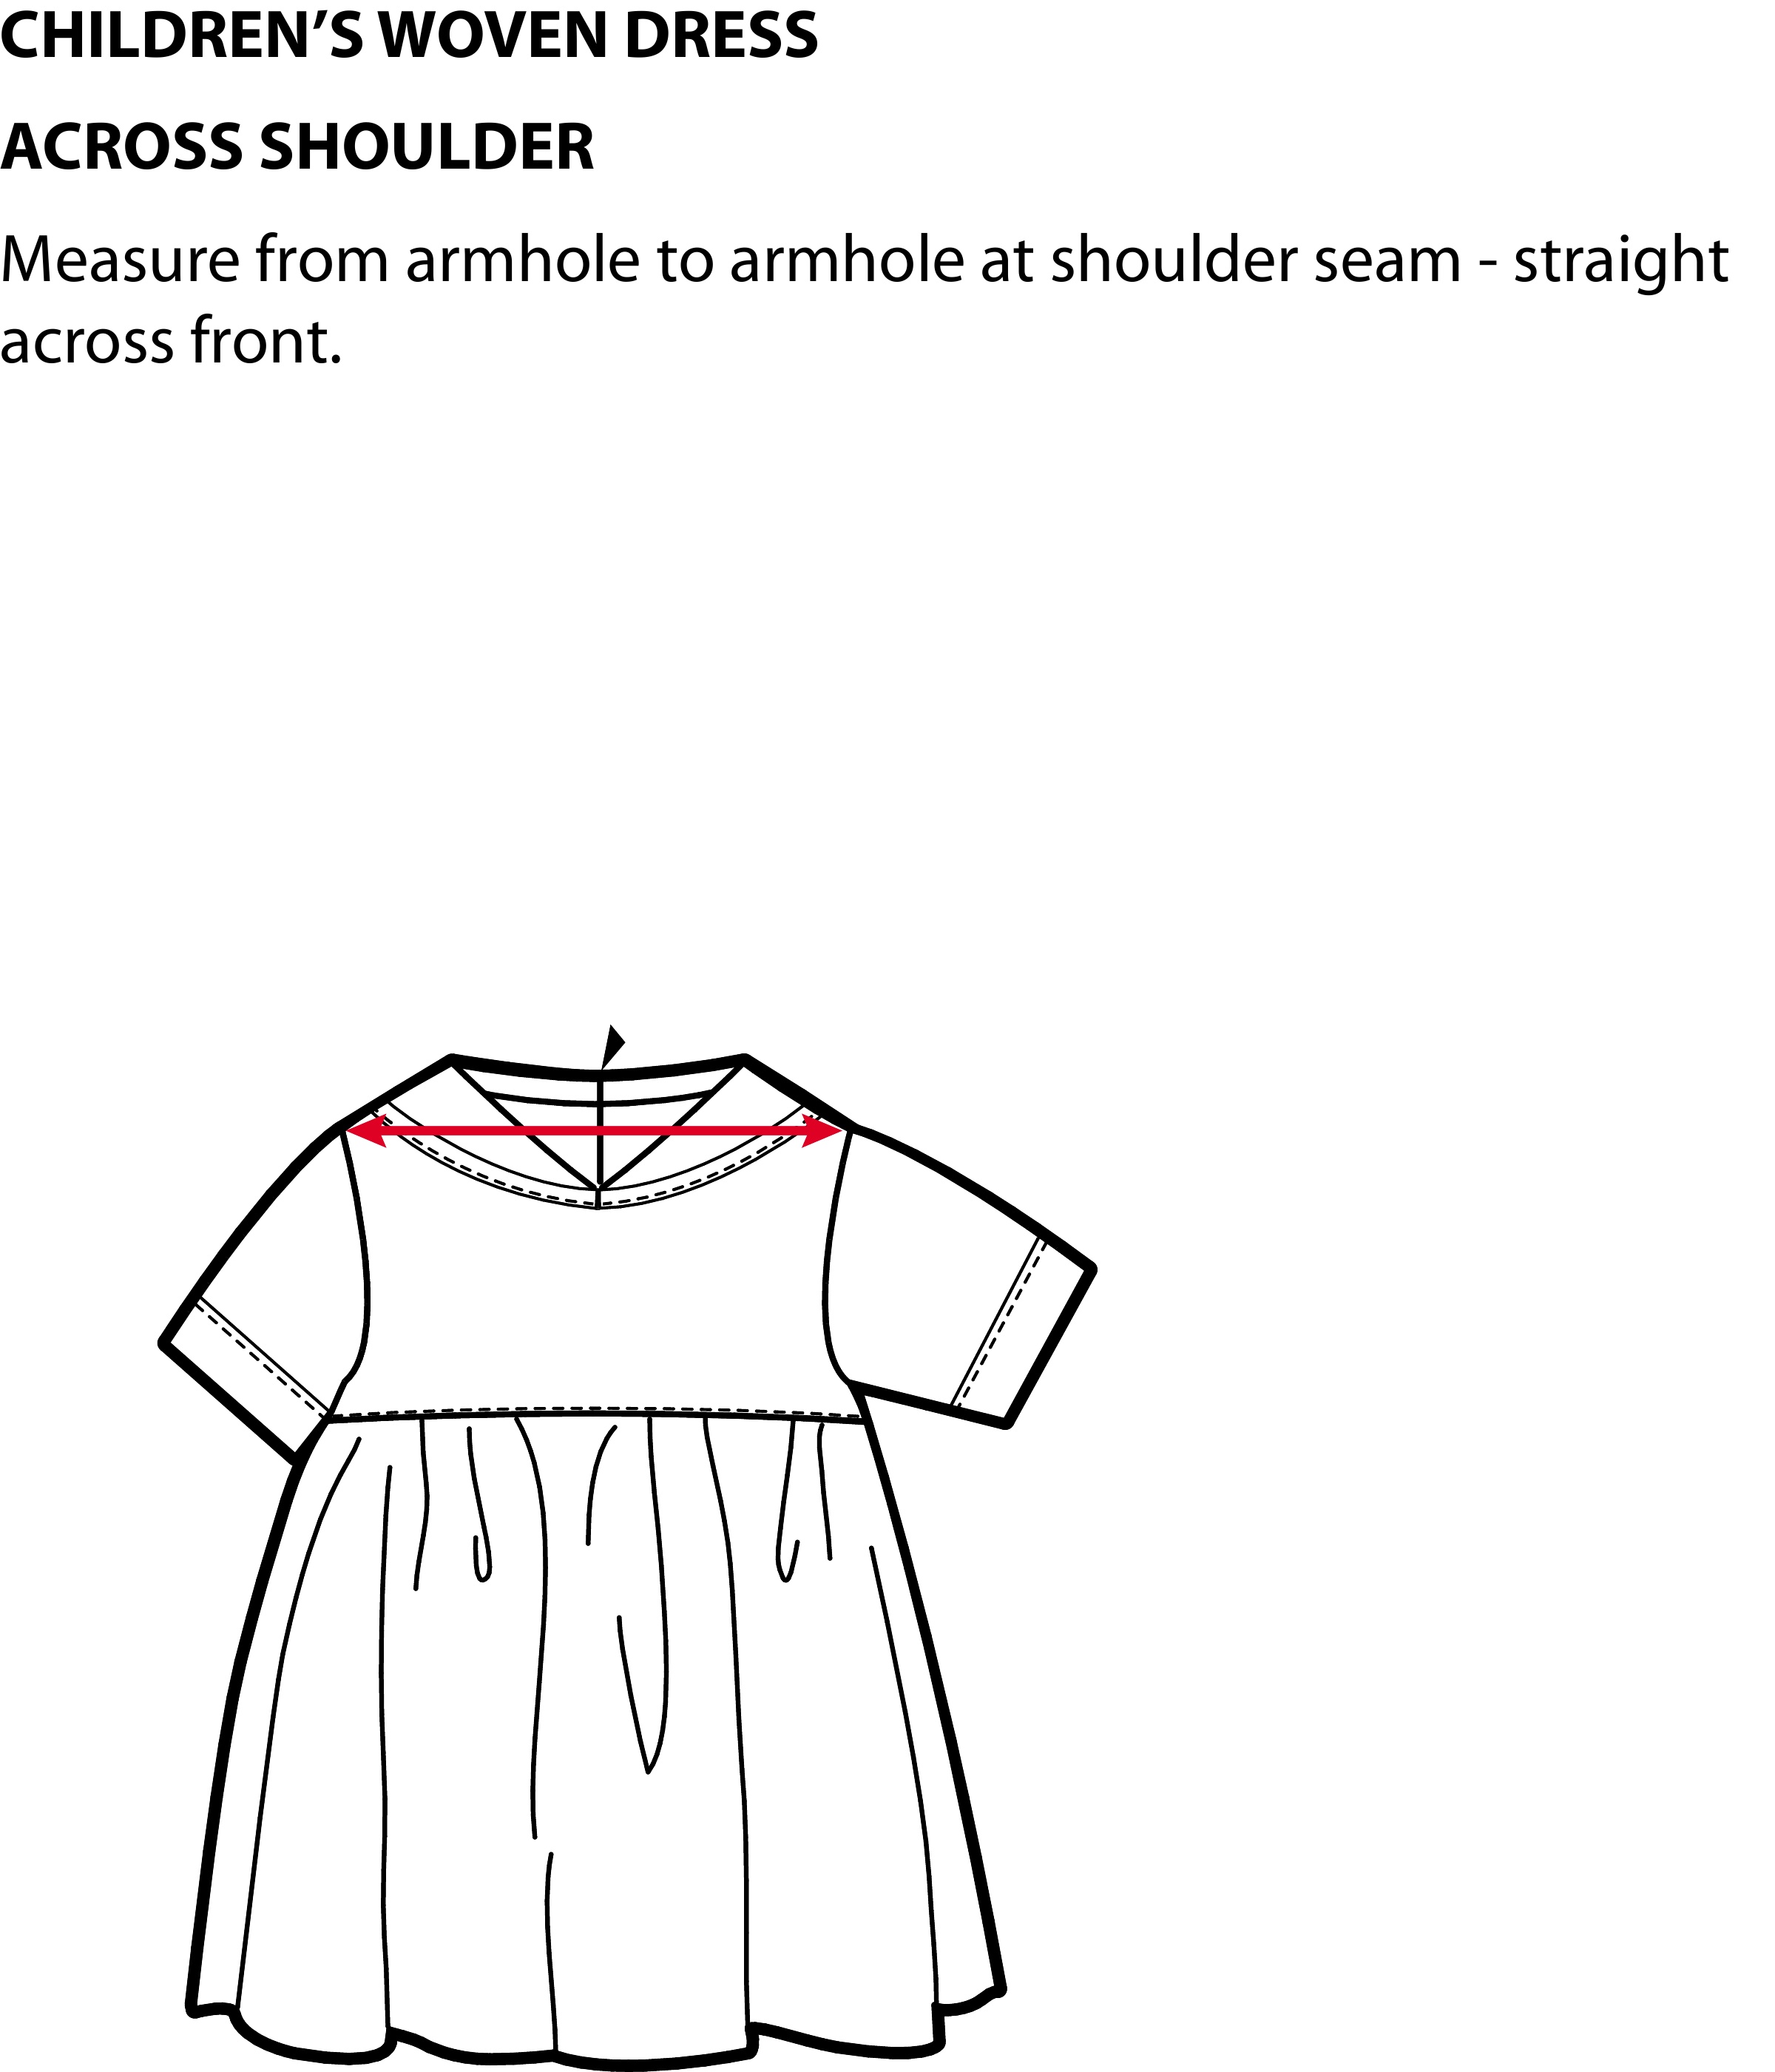 CHILDREN’S WOVEN DRESS
ACROSS SHOULDER
Measure from armhole to armhole at shoulder seam - straight
across front.